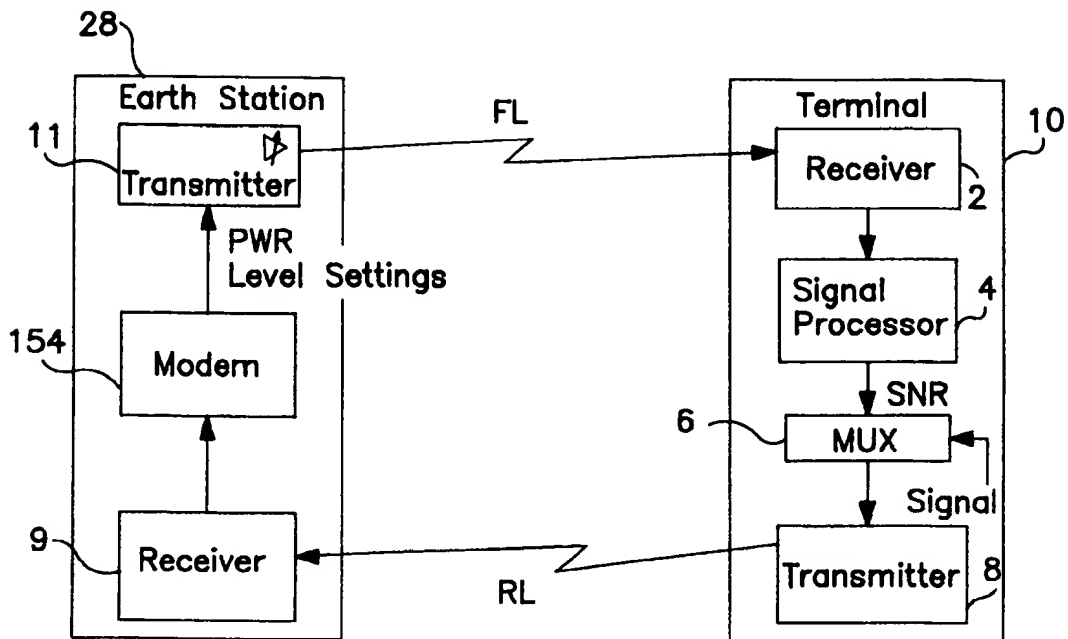 28
Earth Station
11
Transmitter
PWR
Level Settings
154
Modem
9
Receiver
FL
RL
Terminal
10
Receiver
2
Signal
Processor
4
SNR
6
MUX
Signal
Transmitter
8